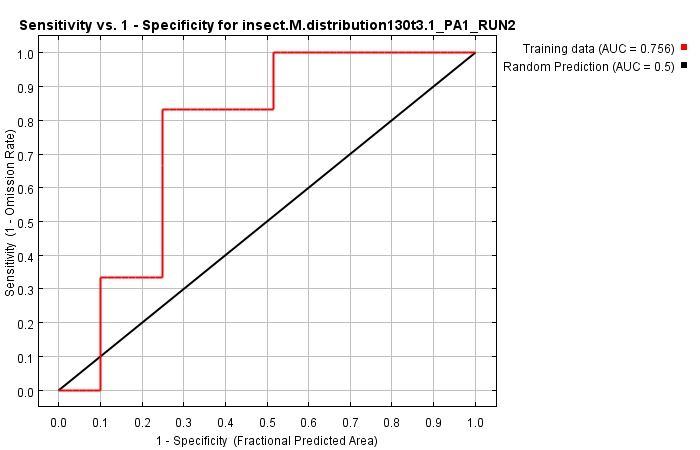 Sensitivity vs. 1 - Specificity for insect.M.distribution130t3.1_PA1_RUN2
Training data (AUC = 0.756)
Random Prediction (AUC = 0.5)
Sensitivity (1 - Omission Rate)
1.0
0.9
0.8
0.7
0.6
0.5
0.4
0.3
0.2
0.1
0.0
0.0 0.1 0.2 0.3 0.4 0.5 0.6 0.7 0.8 0.9 1.0
1 - Specificity (Fractional Predicted Area)